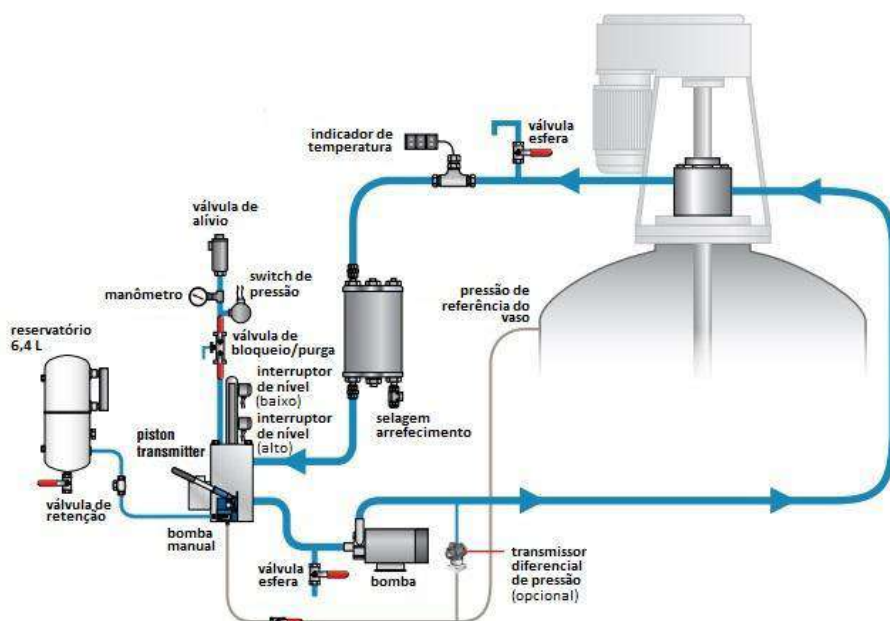 indicador de
temperatura
válvula
esfera
válvula de
alívio
switch de
pressão
manômetro
pressão de
referência do
vaso
reservatório
6,4 L
válvula de
bloqueio/purga
interruptor
de nível
(baixo)
interruptor
de nível
(alto)
selagem
arrefecimento
piston
transmitter
válvula de
retenção
bomba
manual
válvula
esfera
bomba
transmissor
diferencial
de pressão
(opcional)